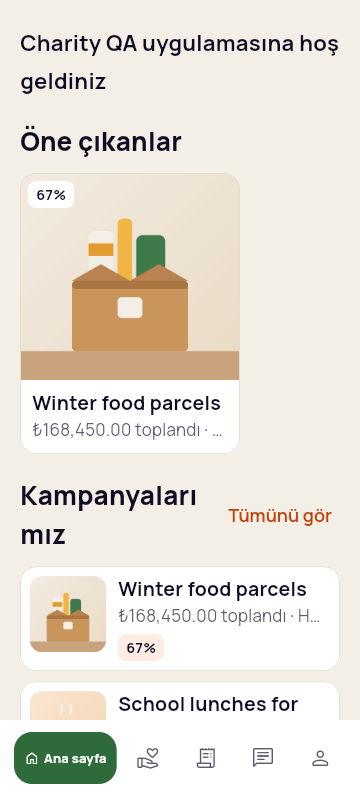 Charity QA uygulamasına hoş
geldiniz
Öne çıkanlar
67%
Winter food parcels
₺168,450.00 toplandı · ...
Kampanyaları
mız
Tümünü gör
Winter food parcels
₺168,450.00 toplandı · H...
67%
School lunches for
Ana sayfa